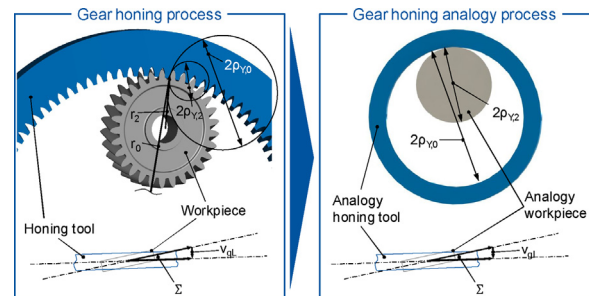 Gear honing process
2ρY,0
2ρY,2
r2
r0
Honing tool
Workpiece
vgL
Σ
Gear honing analogy process
2ρY,2
2ρY,0
Analogy
honing tool
Analogy
workpiece
vgL
Σ